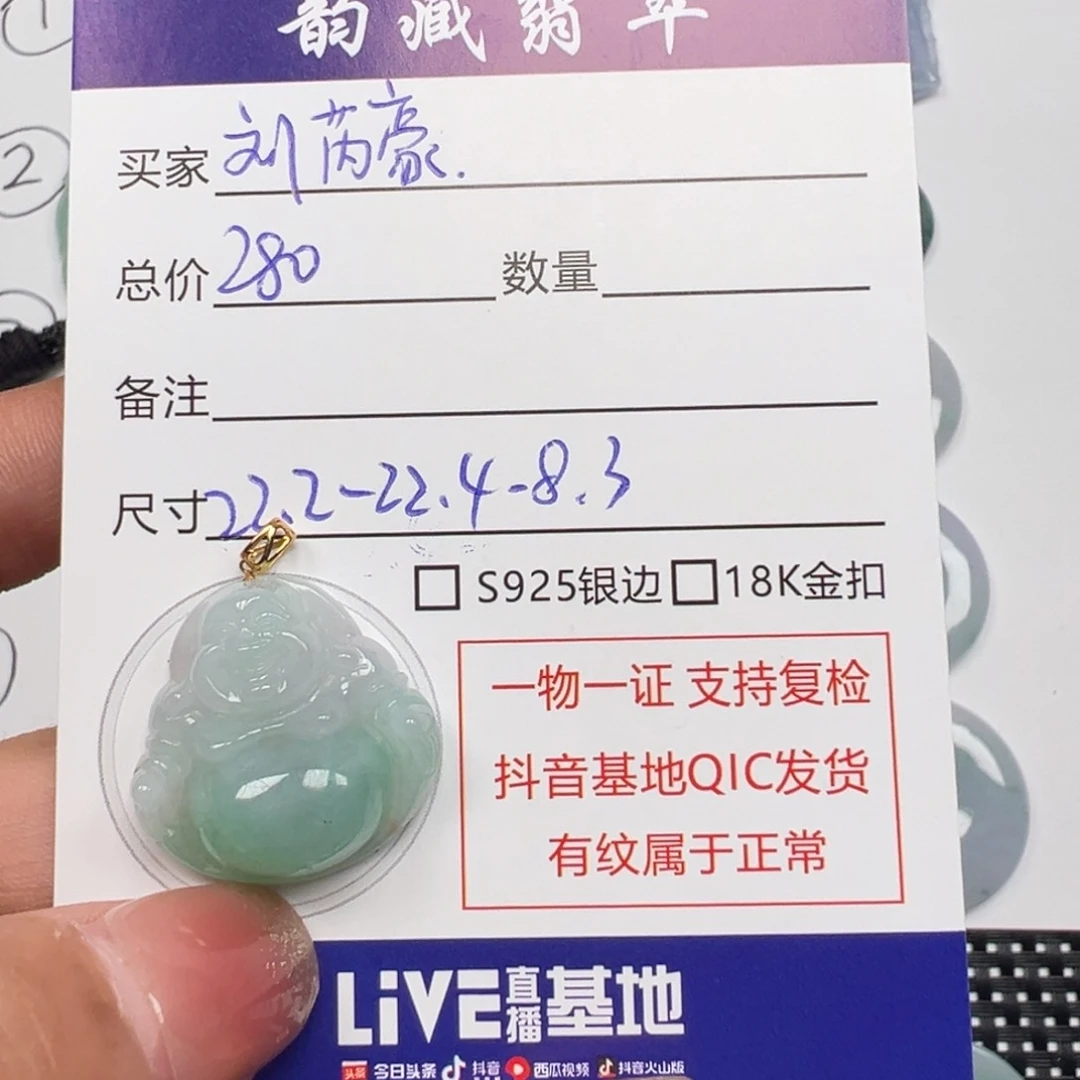 韵藏翡翠
①
买家 刘芮豪.
②
总价 280 数量
备注
尺寸 22.2-22.4-8.3
S925银边 18K金扣
一物一证 支持复检
抖音基地QIC发货
有纹属于正常
LiVE直播基地
头条 今日头条 抖音 西瓜视频 抖音火山版